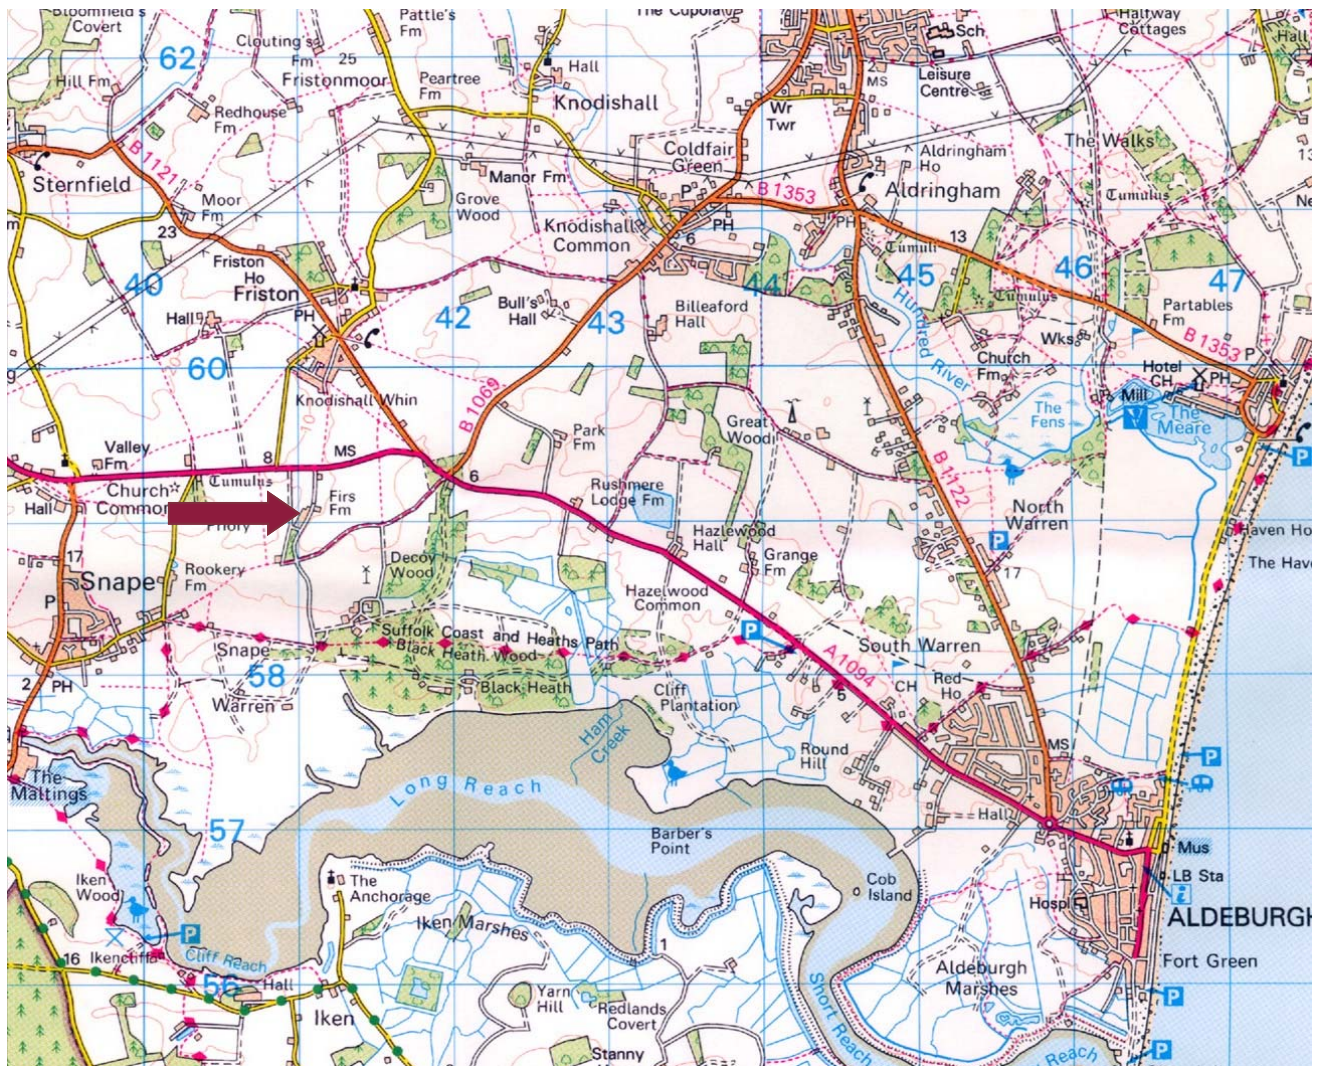 Bloomfield's
Covert
Pattle's
Fm
The Cupola
Halfway
Cottages
Clouting's
Fm
25
62
Fristonmoor
Hall
Sch
Hall
Hill Fm
Peartree
Fm
Knodishall
2
MS
Leisure
Centre
Redhouse
Fm
Wr
Twr
The Walks
B1121
Coldfair
Green
Aldringham
Ho
13
Sternfield
Manor Fm
P
B 1353
Aldringham
Tumulus
Moor
Fm
Grove
Wood
Knodishall
Common
PH
PH
Tumuli
13
23
6
Friston
Ho
40
Friston
44
45
46
47
Bull's
Hall
42
43
Billeaford
Hall
5
Tumulus
Partables
Fm
Hall
PH
Hundred River
Wks
B 1353
60
Church
Fm
Hotel
CH
PH
P
Knodishall Whin
B 1069
Mill
The
Fens
The
Meare
Great
Wood
Park
Fm
Valley
Fm
8
MS
B 1122
P
Church
Common
Tumulus
6
Rushmere
Lodge Fm
Hall
Firs
Fm
Priory
North
Warren
Hazlewood
Hall
P
Haven Ho
17
Decoy
Wood
Grange
Fm
The Have
Snape
Rookery
Fm
17
P
Hazelwood
Common
Suffolk Coast and Heaths Path
P
Snape
Warren
Black Heath Wood
South Warren
58
A1094
2
PH
Black Heath
Cliff
Plantation
5
CH
Red
Ho
Ham
Creek
MS
P
Round
Hill
The
Maltings
Long Reach
57
Barber's
Point
Hall
Mus
Iken
Wood
The
Anchorage
Cob
Island
LB Sta
i
Hospl
ALDEBURGH
Iken Marshes
P
1
16
Ikencliffe
Cliff Reach
Fort Green
56
Hall
Aldeburgh
Marshes
Yarn
Hill
Redlands
Covert
P
Iken
Short Reach
Stanny
Reach
P